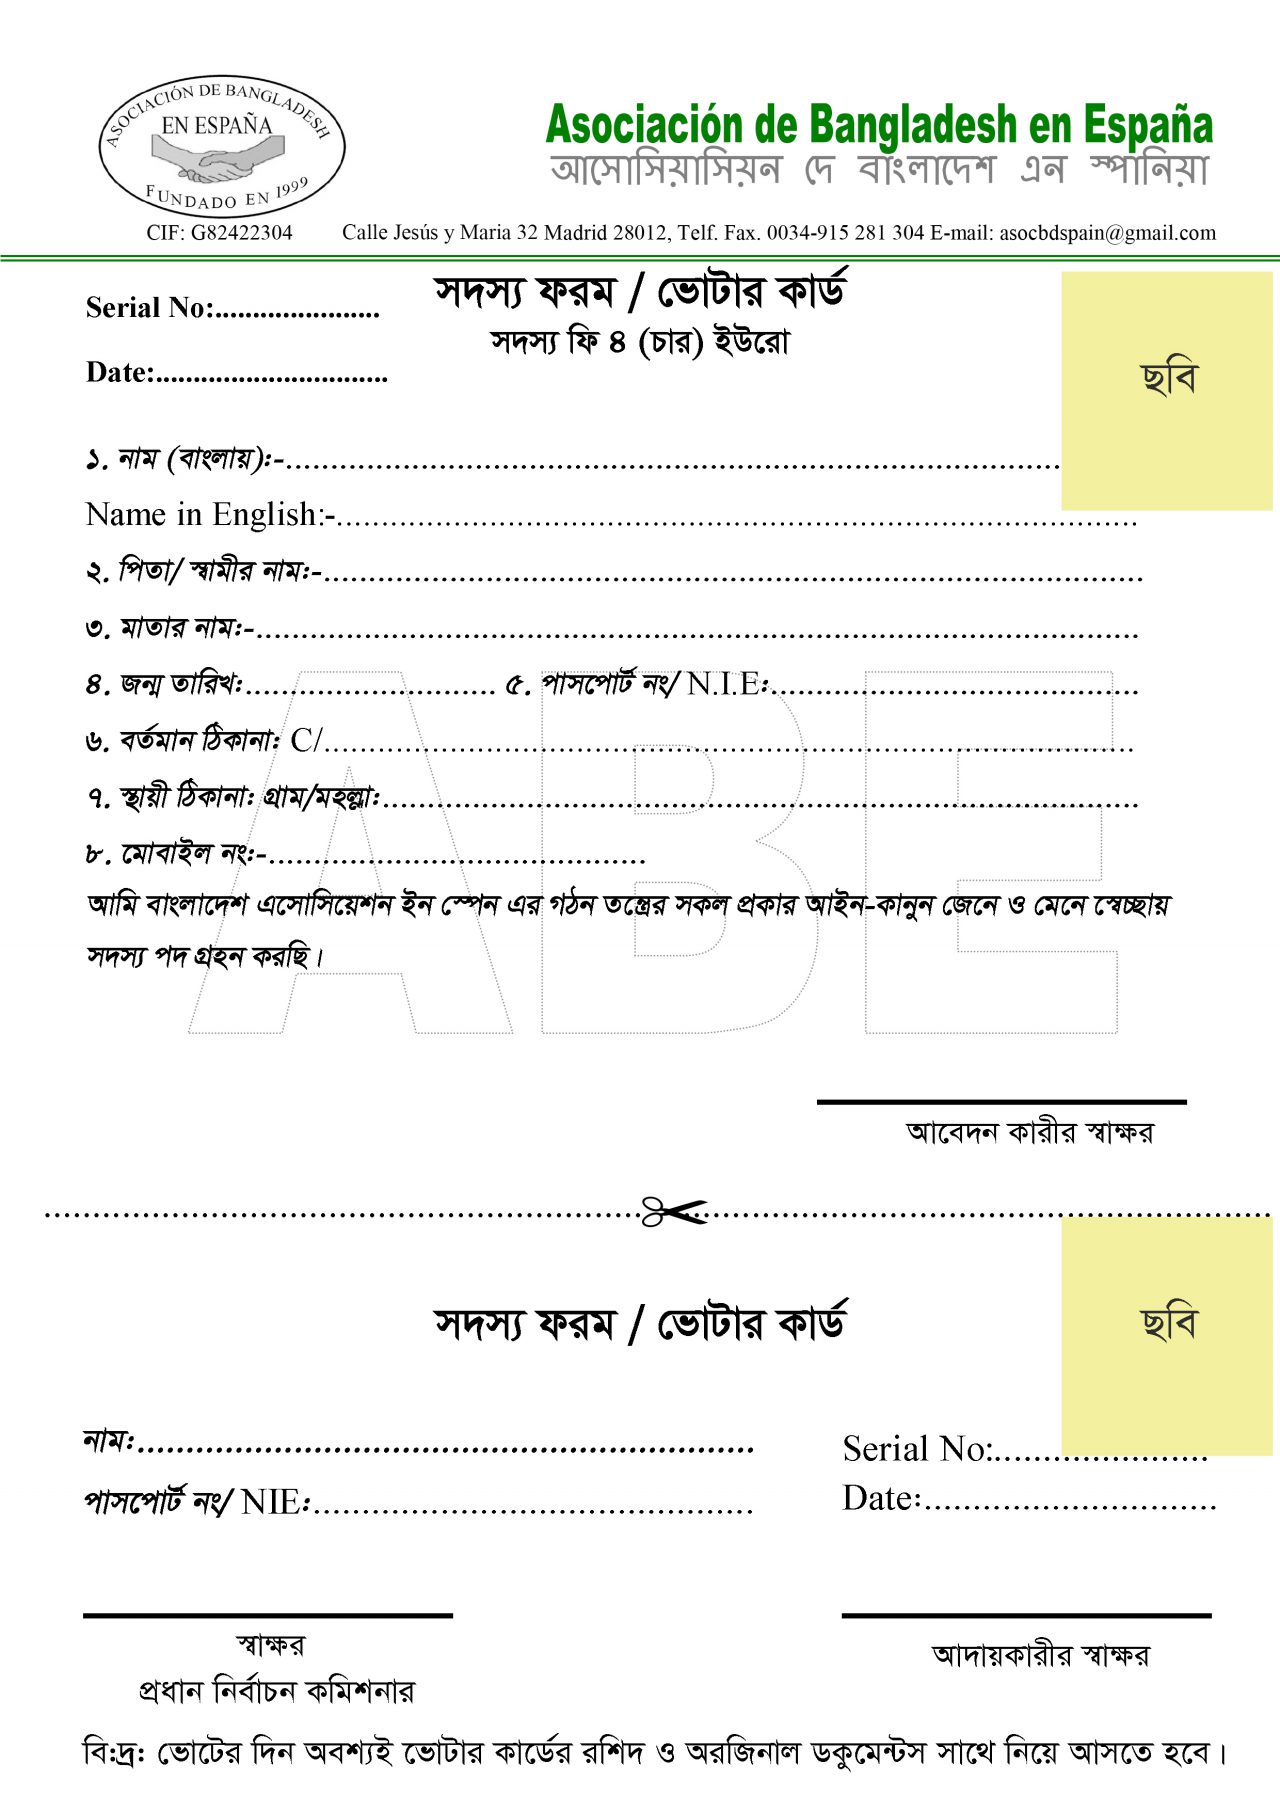 ASOCIACIÓN DE BANGLADESH
EN ESPAÑA
FUNDADO EN 1999
Asociación de Bangladesh en España
আসোসিয়াসিয়ন দে বাংলাদেশ এন স্পানিয়া
CIF: G82422304 Calle Jesús y Maria 32 Madrid 28012, Telf. Fax. 0034-915 281 304 E-mail: asocbdspain@gmail.com
সদস্য ফরম / ভোটার কার্ড
Serial No:......................
সদস্য ফি ৪ (চার) ইউরো
Date:...............................
ছবি
১. নাম (বাংলায়)ঃ-......................................................................................
Name in English:-.........................................................................................
২. পিতা/ স্বামীর নামঃ-...........................................................................................
৩. মাতার নামঃ-..................................................................................................
৪. জন্ম তারিখঃ............................ ৫. পাসপোর্ট নং/ N.I.Eঃ.........................................
৬. বর্তমান ঠিকানাঃ C/..........................................................................................
৭. স্থায়ী ঠিকানাঃ গ্রাম/মহল্লাঃ....................................................................................
৮. মোবাইল নংঃ-..........................................
ABE
আমি বাংলাদেশ এসোসিয়েশন ইন স্পেন এর গঠন তন্ত্রের সকল প্রকার আইন-কানুন জেনে ও মেনে স্বেচ্ছায়
সদস্য পদ গ্রহন করছি।
আবেদন কারীর স্বাক্ষর
সদস্য ফরম / ভোটার কার্ড
ছবি
নামঃ................................................................
Serial No:......................
পাসপোর্ট নং/ NIEঃ.............................................
Dateঃ..............................
স্বাক্ষর
আদায়কারীর স্বাক্ষর
প্রধান নির্বাচন কমিশনার
বি:দ্র: ভোটের দিন অবশ্যই ভোটার কার্ডের রশিদ ও অরজিনাল ডকুমেন্টস সাথে নিয়ে আসতে হবে।